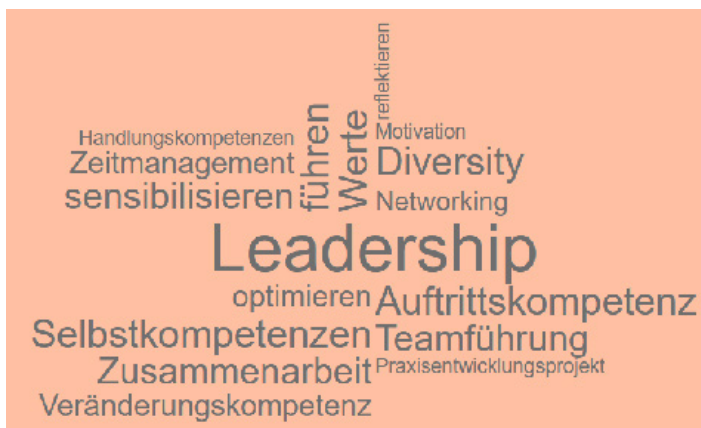 reflektieren
Handlungskompetenzen
führen
Werte
Motivation
Zeitmanagement
Diversity
sensibilisieren
Networking
Leadership
optimieren
Auftrittskompetenz
Selbstkompetenzen
Teamführung
Zusammenarbeit
Praxisentwicklungsprojekt
Veränderungskompetenz